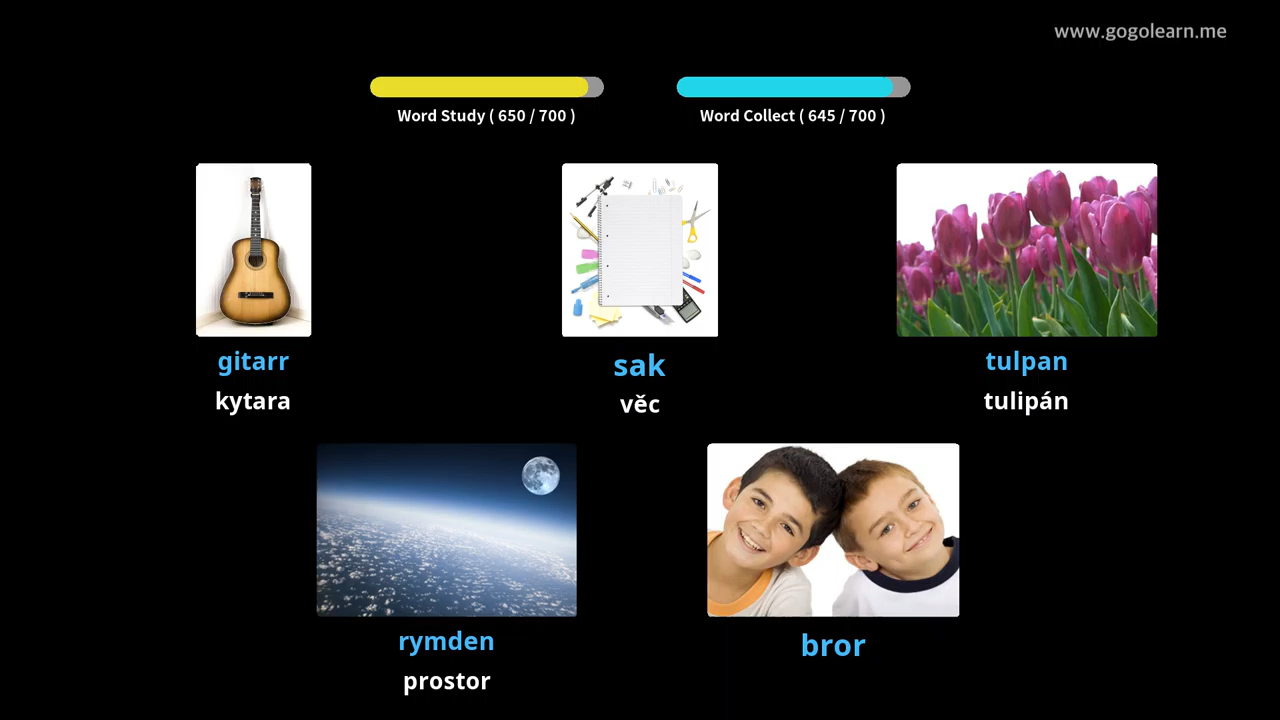 www.gogolearn.me
Word Study ( 650 / 700 )
Word Collect ( 645 / 700 )
gitarr
kytara
sak
věc
tulpan
tulipán
rymden
prostor
bror